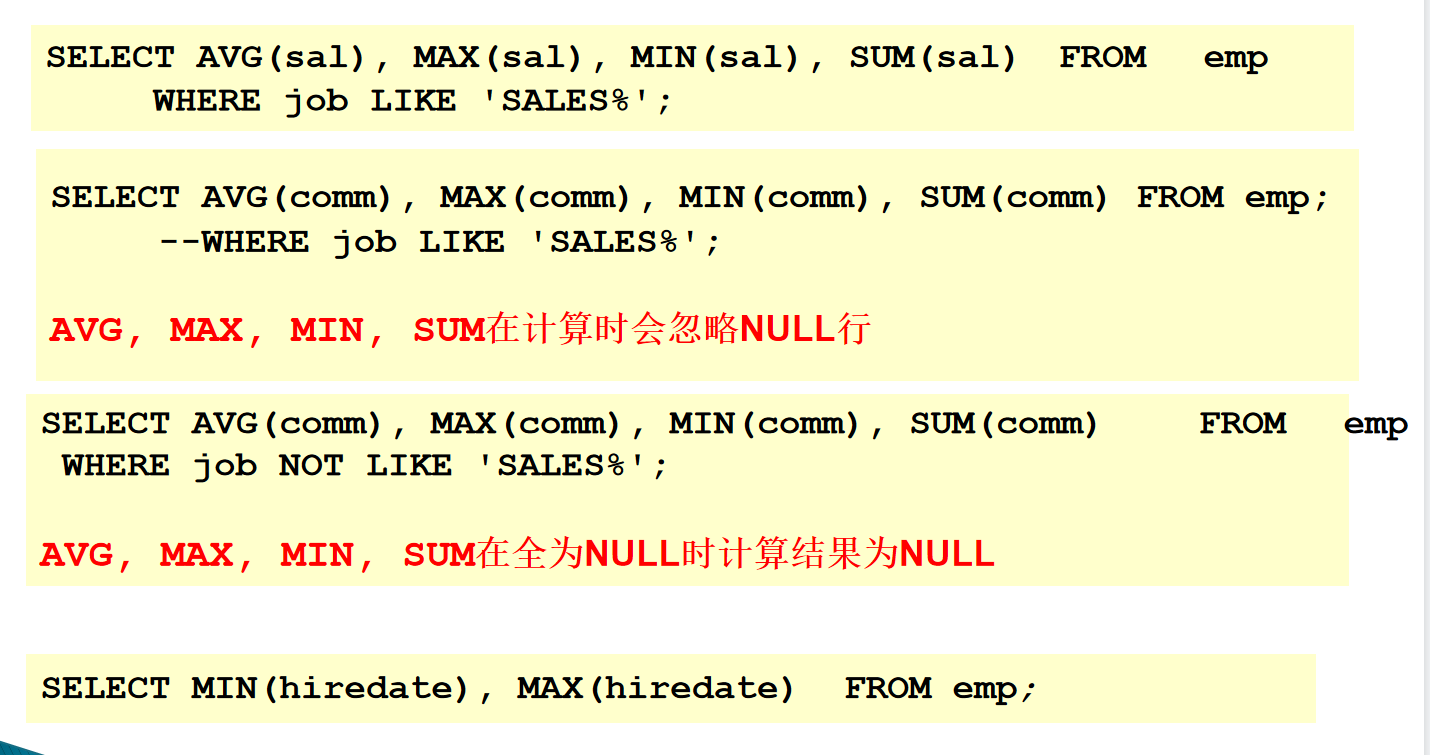 SELECT AVG(sal), MAX(sal), MIN(sal), SUM(sal) FROM emp
WHERE job LIKE 'SALES%';
SELECT AVG(comm), MAX(comm), MIN(comm), SUM(comm) FROM emp;
--WHERE job LIKE 'SALES%';
AVG, MAX, MIN, SUM在计算时会忽略NULL行
SELECT AVG(comm), MAX(comm), MIN(comm), SUM(comm) FROM emp
WHERE job NOT LIKE 'SALES%';
AVG, MAX, MIN, SUM在全为NULL时计算结果为NULL
SELECT MIN(hiredate), MAX(hiredate) FROM emp;